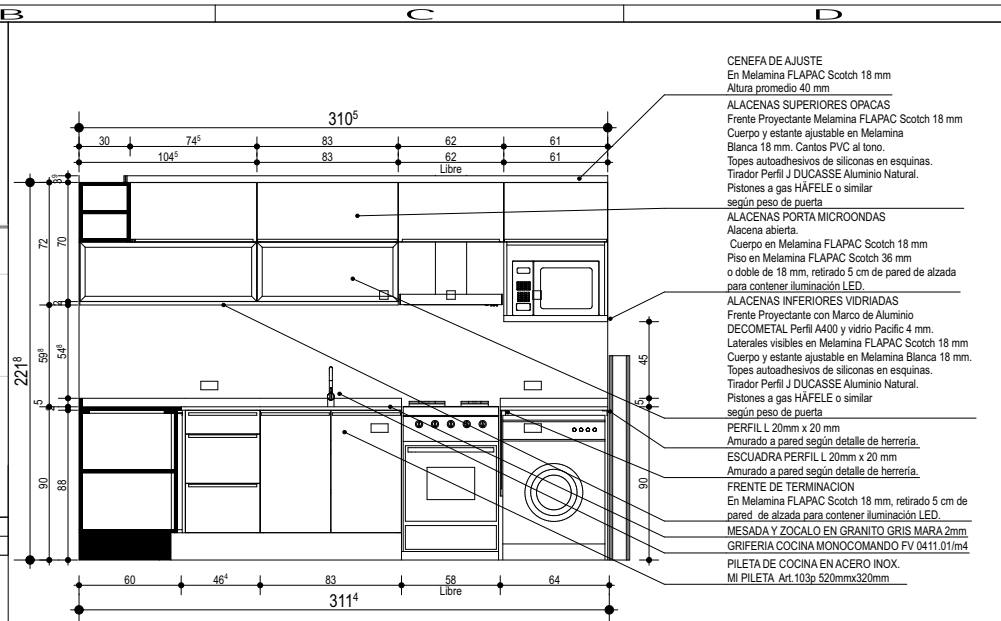 B
C
D
310⁵
30
74⁵
83
62
61
104⁵
83
62
61
Libre
72
70
59⁸
54⁸
221⁸
5
90
88
45
5
90
60
46⁴
83
58
64
Libre
311⁴
CENEFA DE AJUSTE
En Melamina FLAPAC Scotch 18 mm
Altura promedio 40 mm
ALACENAS SUPERIORES OPACAS
Frente Proyectante Melamina FLAPAC Scotch 18 mm
Cuerpo y estante ajustable en Melamina
Blanca 18 mm. Cantos PVC al tono.
Topes autoadhesivos de siliconas en esquinas.
Tirador Perfil J DUCASSE Aluminio Natural.
Pistones a gas HÄFELE o similar
según peso de puerta
ALACENAS PORTA MICROONDAS
Alacena abierta.
Cuerpo en Melamina FLAPAC Scotch 18 mm
Piso en Melamina FLAPAC Scotch 36 mm
o doble de 18 mm, retirado 5 cm de pared de alzada
para contener iluminación LED.
ALACENAS INFERIORES VIDRIADAS
Frente Proyectante con Marco de Aluminio
DECOMETAL Perfil A400 y vidrio Pacific 4 mm.
Laterales visibles en Melamina FLAPAC Scotch 18 mm
Cuerpo y estante ajustable en Melamina Blanca 18 mm.
Topes autoadhesivos de siliconas en esquinas.
Tirador Perfil J DUCASSE Aluminio Natural.
Pistones a gas HÄFELE o similar
según peso de puerta
PERFIL L 20mm x 20 mm
Amurado a pared según detalle de herrería.
ESCUADRA PERFIL L 20mm x 20 mm
Amurado a pared según detalle de herrería.
FRENTE DE TERMINACION
En Melamina FLAPAC Scotch 18 mm, retirado 5 cm de
pared de alzada para contener iluminación LED.
MESADA Y ZOCALO EN GRANITO GRIS MARA 2mm
GRIFERIA COCINA MONOCOMANDO FV 0411.01/m4
PILETA DE COCINA EN ACERO INOX.
MI PILETA Art.103p 520mmx320mm